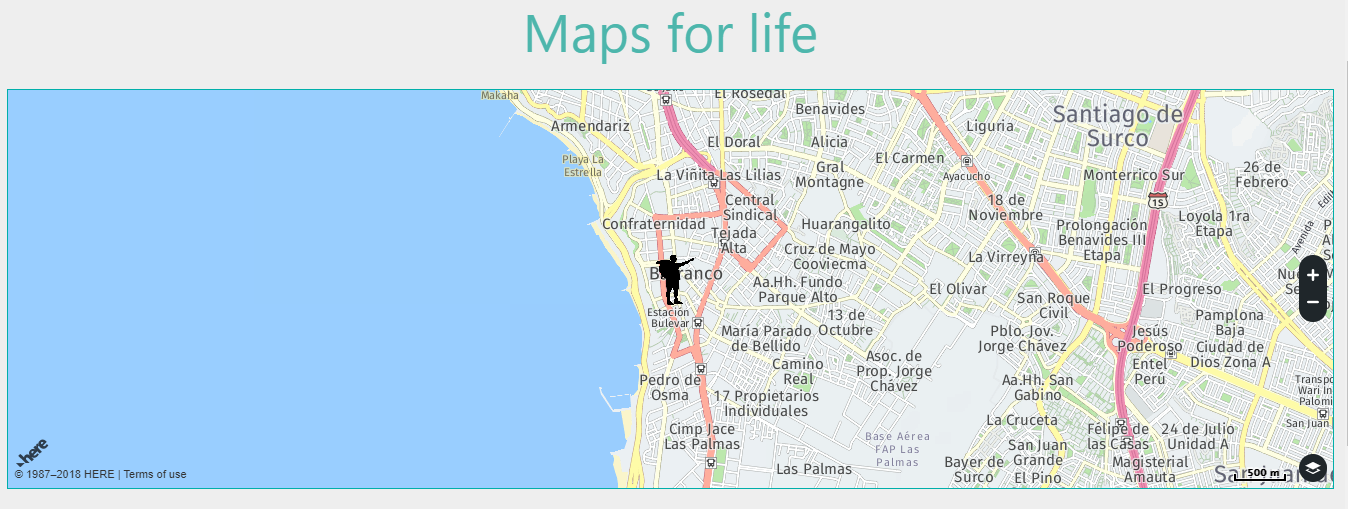 Maps for life
Makaha
El Rosedal
Benavides
Armendariz
Liguria
Santiago de
Surco
El Doral
Alicia
Playa La
Estrella
El Carmen
Ayacucho
La Viñita
Las Lilias
Gral
Montagne
Monterrico Sur
26 de
Febrero
15
Central
Sindical
18 de
Noviembre
Loyola 1ra
Etapa
Confraternidad
Huarangalito
Tejada
Alta
Prolongación
Benavides III
Etapa
Avenida
Cruz de Mayo
Cooviecma
La Virreyna
Aa.Hh. Fundo
Parque Alto
El Olivar
San Roque
Civil
El Progreso
Estación
Bulevar
13 de
Octubre
María Parado
de Bellido
Pblo. Jov.
Jorge Chávez
Jesús
Poderoso
Pamplona
Baja
Ciudad de
Dios Zona A
Camino
Real
Asoc. de
Prop. Jorge
Chávez
Entel
Perú
Pedro de
Osma
17 Propietarios
Individuales
Aa.Hh. San
Gabino
La Cruceta
Cimp Jace
Las Palmas
Base Aérea
FAP Las
Palmas
Felipe de
las Casas
24 de Julio
Unidad A
San Juan
San Juan
Grande
El Pino
Las Palmas
Bayer de
Surco
Magisterial
Amauta
500 m
here
© 1987–2018 HERE | Terms of use